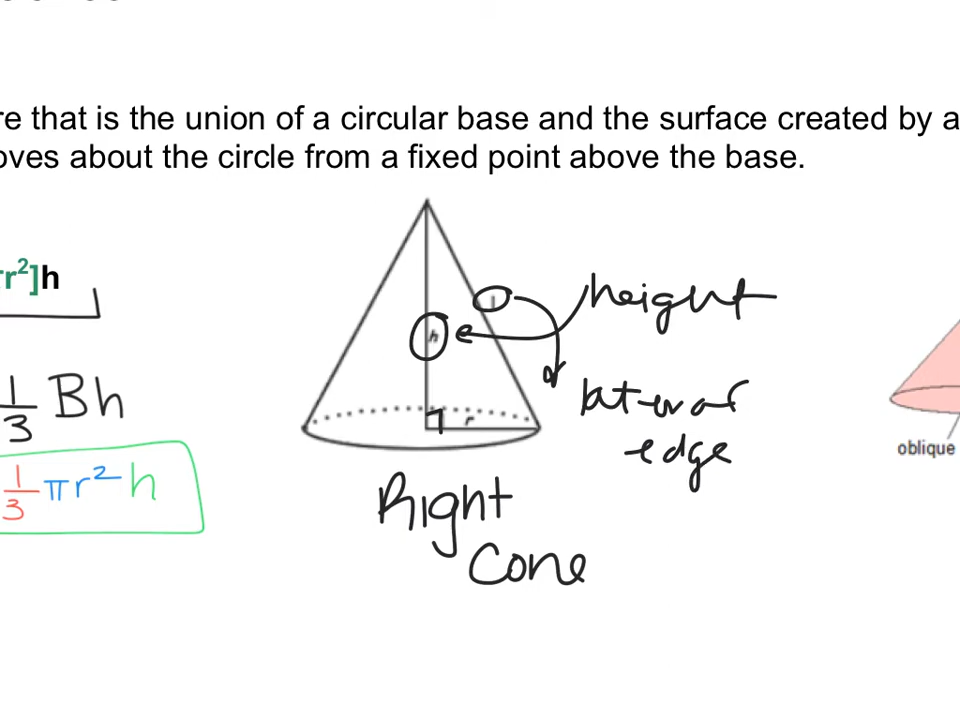 re that is the union of a circular base and the surface created by a
oves about the circle from a fixed point above the base.
r²]h
1/3 Bh
1/3 πr²h
l
h
r
height
lateral
edge
Right
Cone
oblique